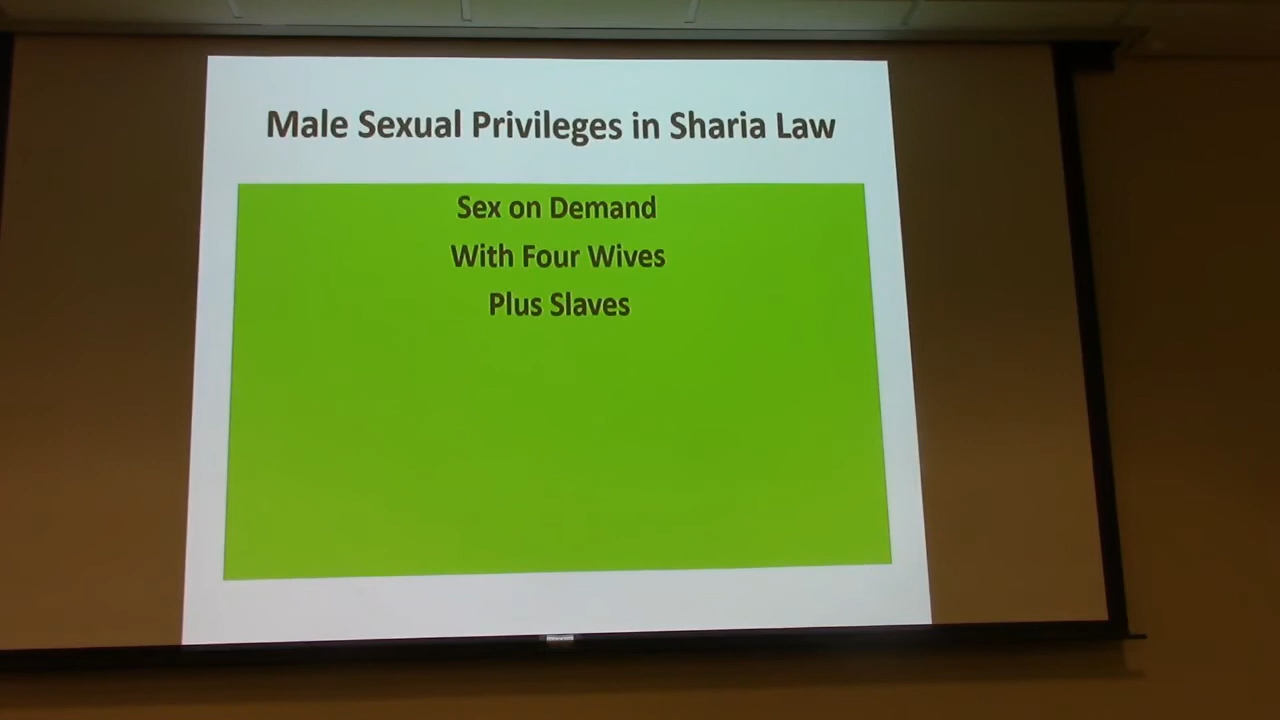 Male Sexual Privileges in Sharia Law
Sex on Demand
With Four Wives
Plus Slaves